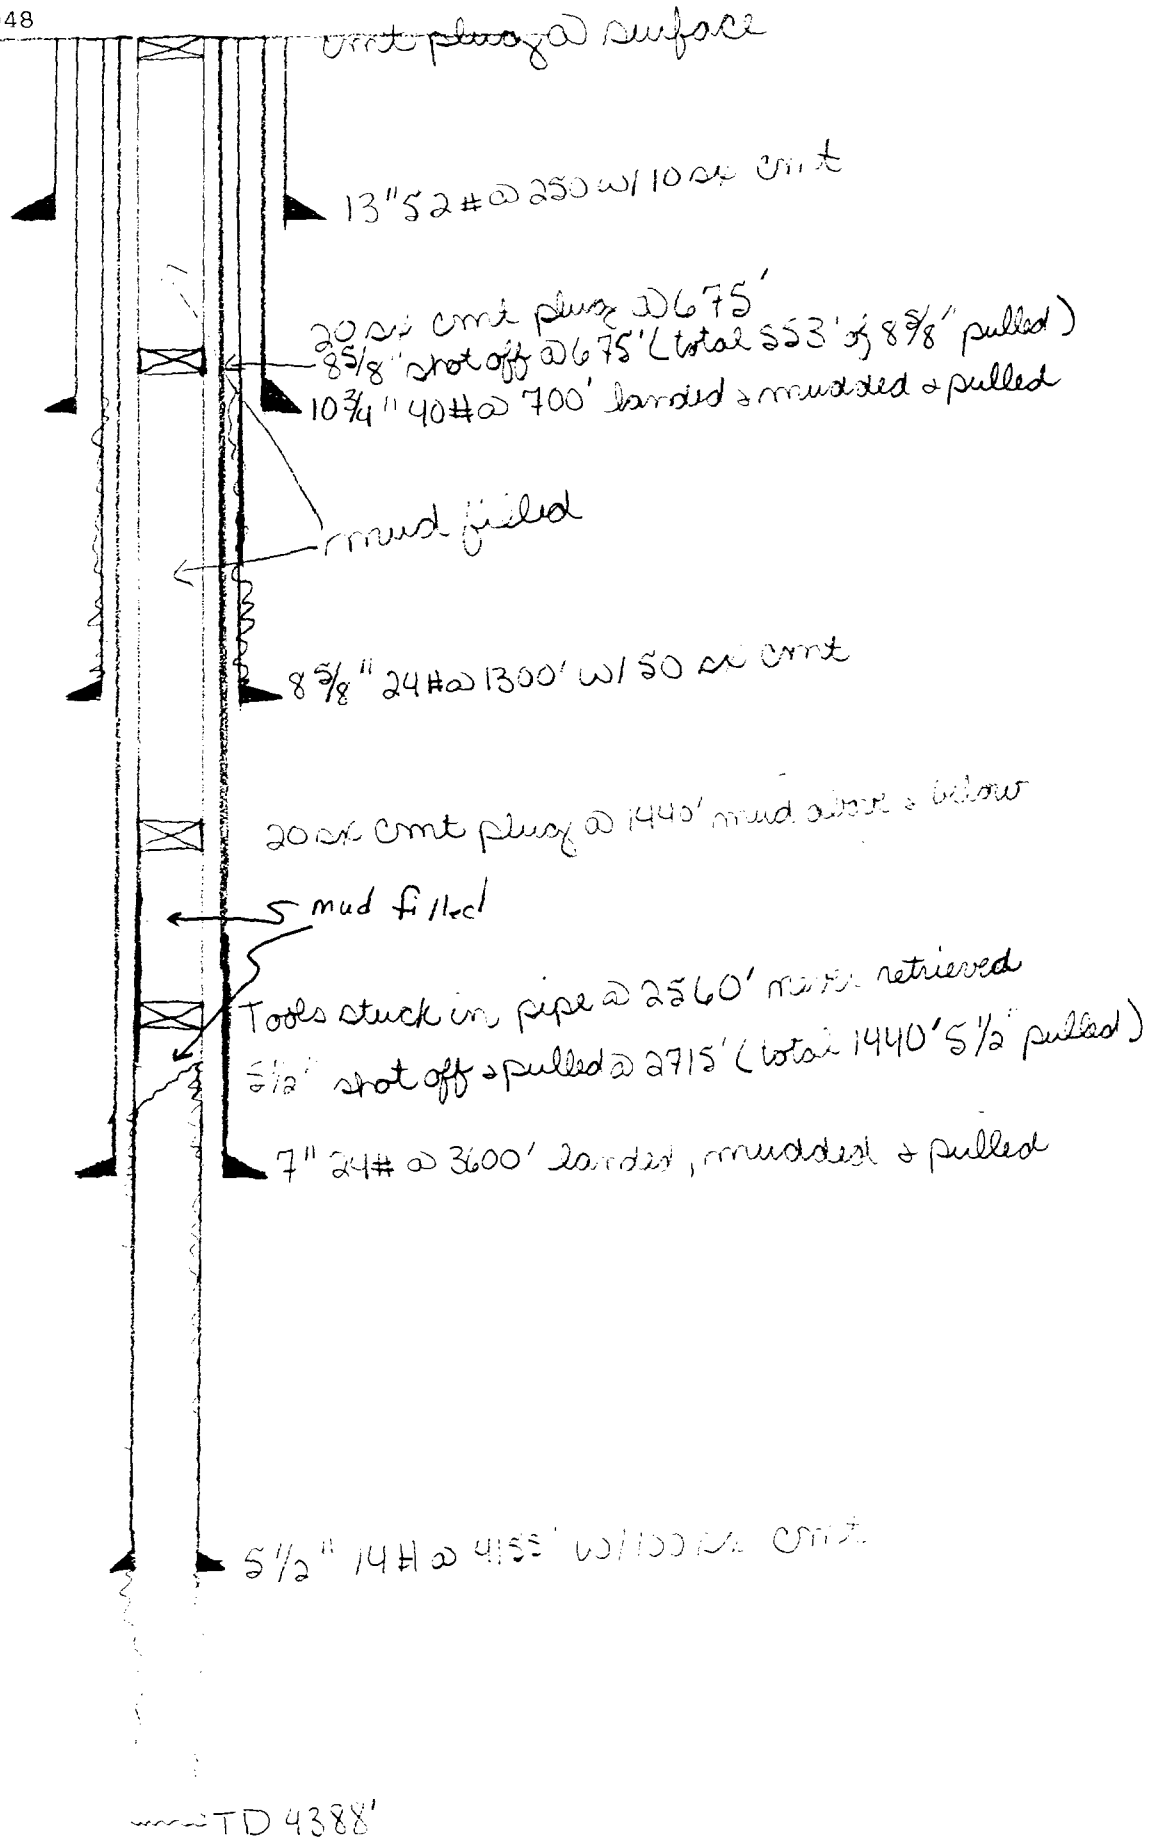 48
cmt plug @ surface
13" 52# @ 250 w/ 10 sx cmt
20 sx cmt plug @ 675'
8 5/8" shot off @ 675' (total 553' of 8 5/8" pulled)
10 3/4" 40# @ 700' landed & mudded & pulled
mud filled
8 5/8" 24# @ 1300' w/ 50 sx cmt
20 sx cmt plug @ 1440' mud above & below
mud filled
Tools stuck in pipe @ 2560' never retrieved
5 1/2" shot off & pulled @ 2715' (total 1440' 5 1/2" pulled)
7" 24# @ 3600' landed, mudded & pulled
5 1/2" 14# @ 4155' w/ 100 sx cmt
TD 4388'